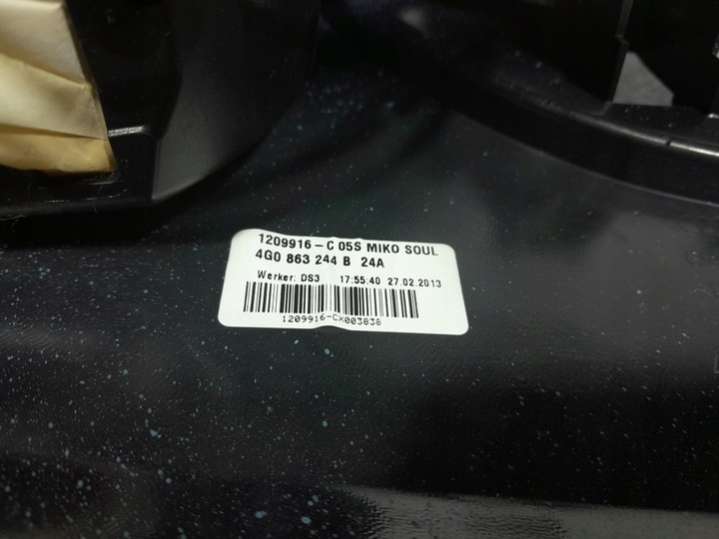 1209916-C 05S MIKO SOUL
4G0 863 244 B 24A
Werker: DS3 17:55:40 27.02.2013
1209916-CX003838